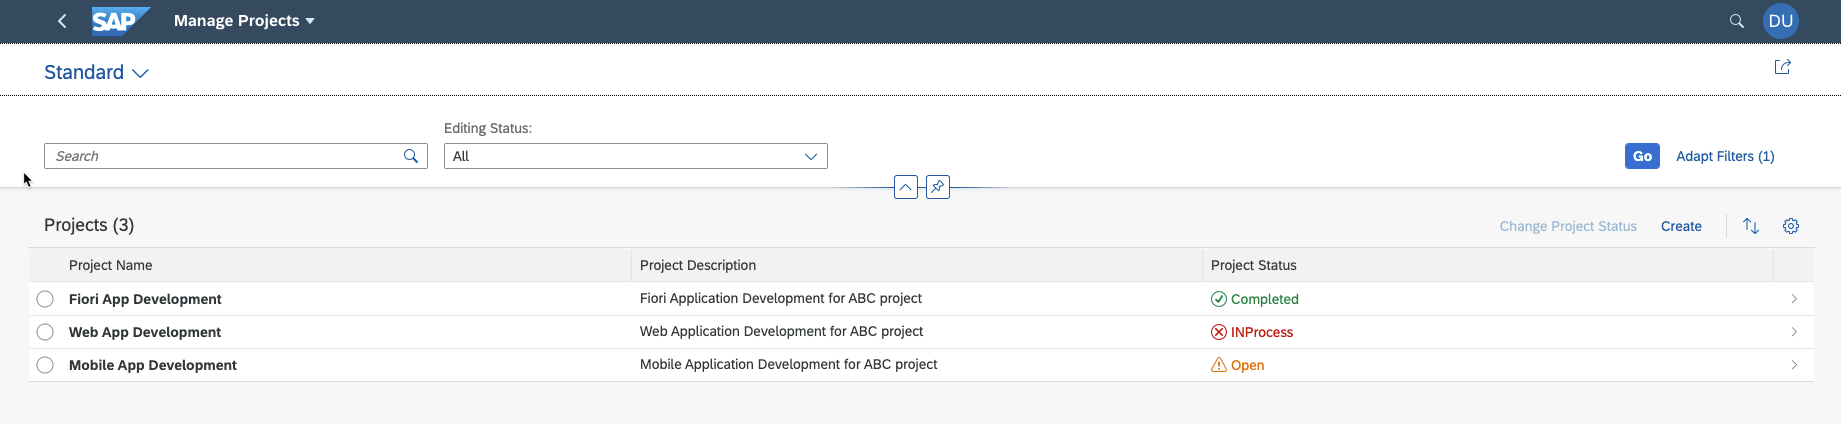 SAP Manage Projects DU
Standard
Editing Status:
Search All Go Adapt Filters (1)
Projects (3) Change Project Status Create
Project Name Project Description Project Status
Fiori App Development Fiori Application Development for ABC project Completed
Web App Development Web Application Development for ABC project INProcess
Mobile App Development Mobile Application Development for ABC project Open